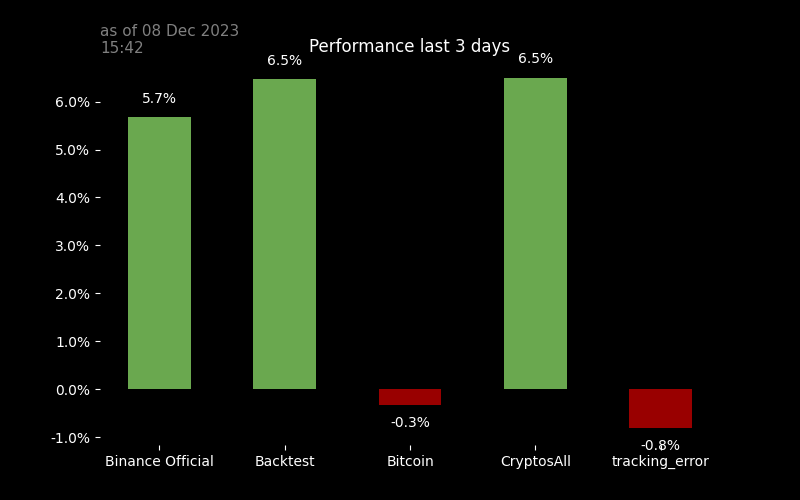 as of 08 Dec 2023
15:42
Performance last 3 days
6.5%
6.5%
5.7%
6.0%
5.0%
4.0%
3.0%
2.0%
1.0%
0.0%
-0.3%
-1.0%
-0.8%
Binance Official
Backtest
Bitcoin
CryptosAll
tracking_error